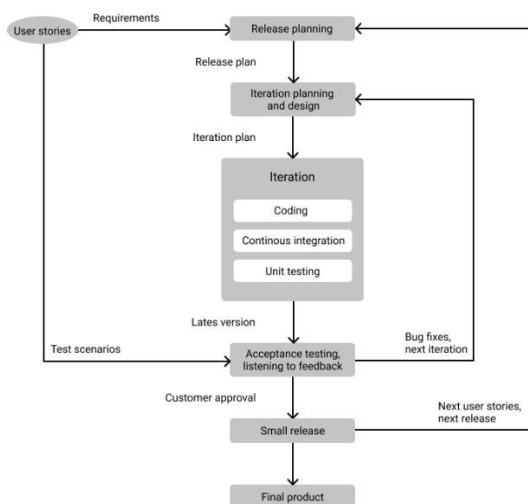 Requirements
User stories
Release planning
Release plan
Iteration planning
and design
Iteration plan
Iteration
Coding
Continous integration
Unit testing
Lates version
Bug fixes,
next iteration
Test scenarios
Acceptance testing,
listening to feedback
Customer approval
Next user stories,
next release
Small release
Final product